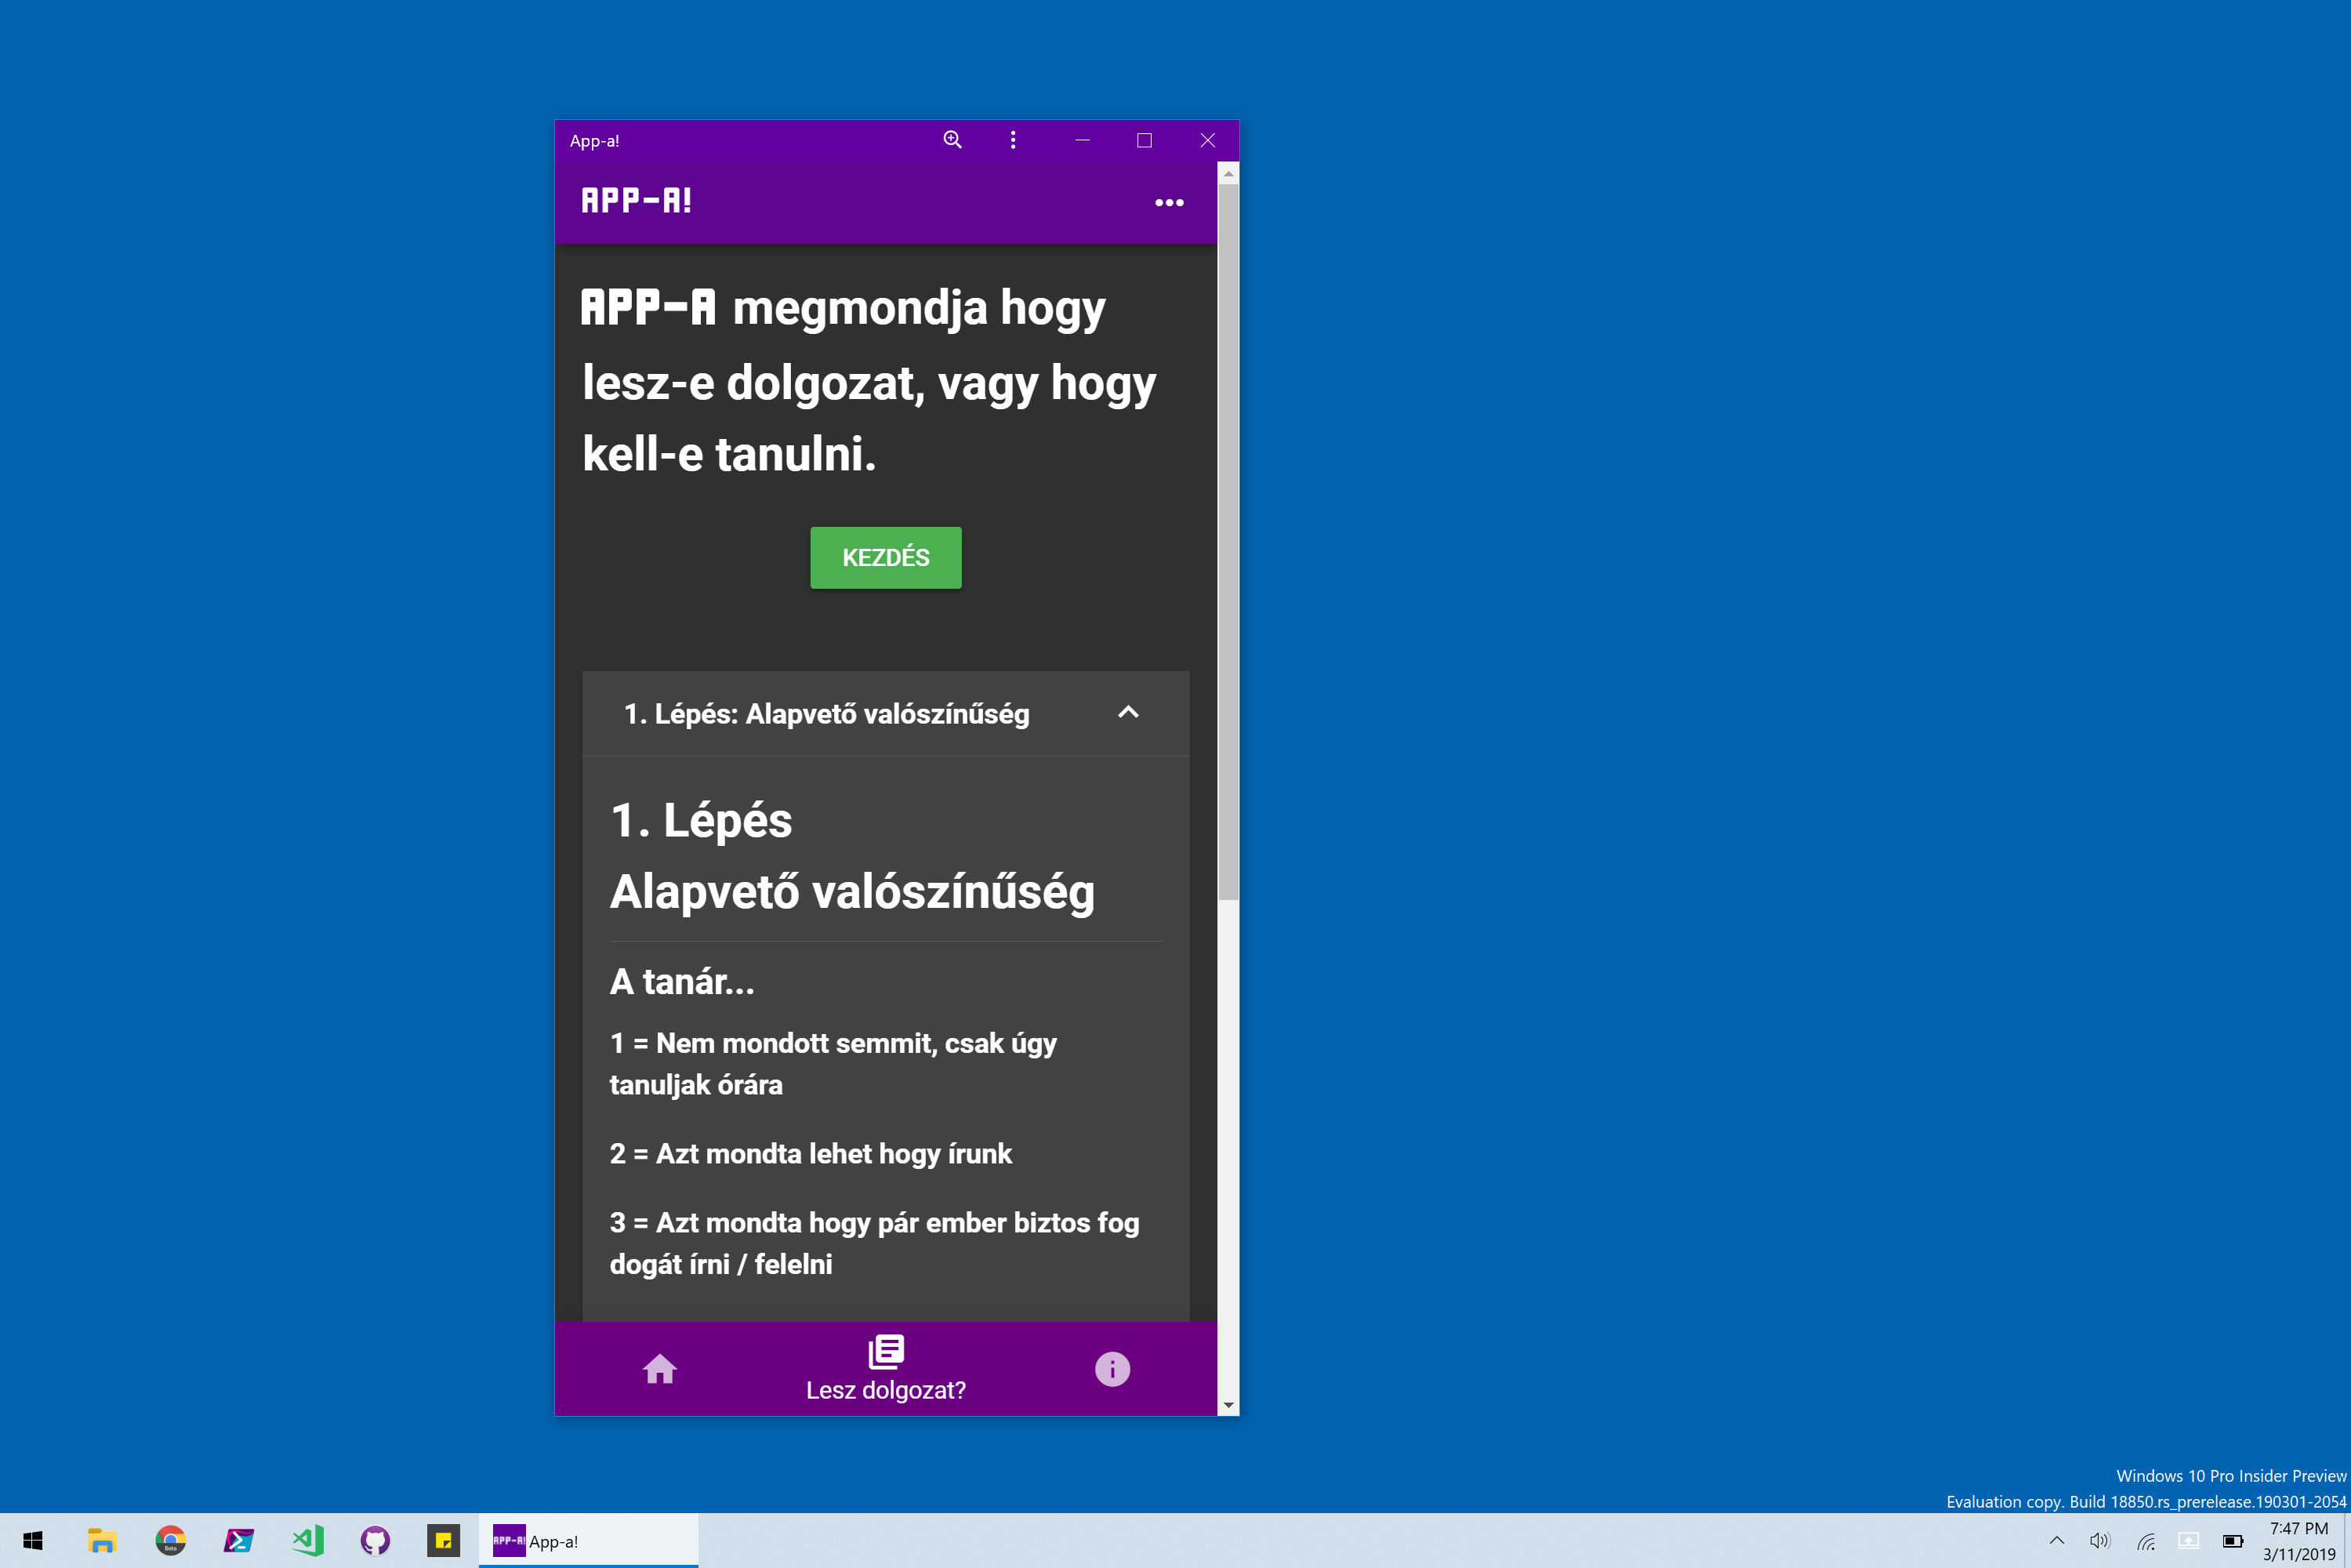 App-a!
APP-A!
APP-A megmondja hogy
lesz-e dolgozat, vagy hogy
kell-e tanulni.
KEZDÉS
1. Lépés: Alapvető valószínűség
1. Lépés
Alapvető valószínűség
A tanár...
1 = Nem mondott semmit, csak úgy
tanuljak órára
2 = Azt mondta lehet hogy írunk
3 = Azt mondta hogy pár ember biztos fog
dogát írni / felelni
Lesz dolgozat?
Windows 10 Pro Insider Preview
Evaluation copy. Build 18850.rs_prerelease.190301-2054
Beta
APP-A!
App-a!
7:47 PM
3/11/2019